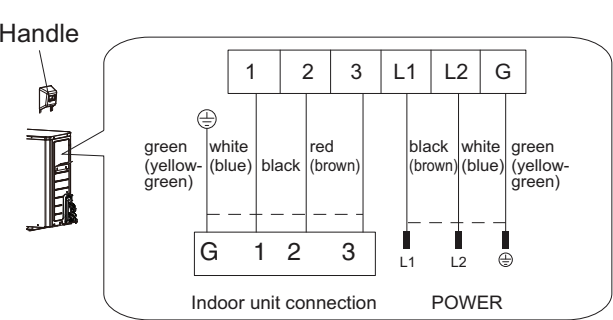 Handle
1 2 3 L1 L2 G
green
(yellow-
green)
white
(blue)
black
red
(brown)
black
(brown)
white
(blue)
green
(yellow-
green)
G 1 2 3
L1 L2
Indoor unit connection
POWER